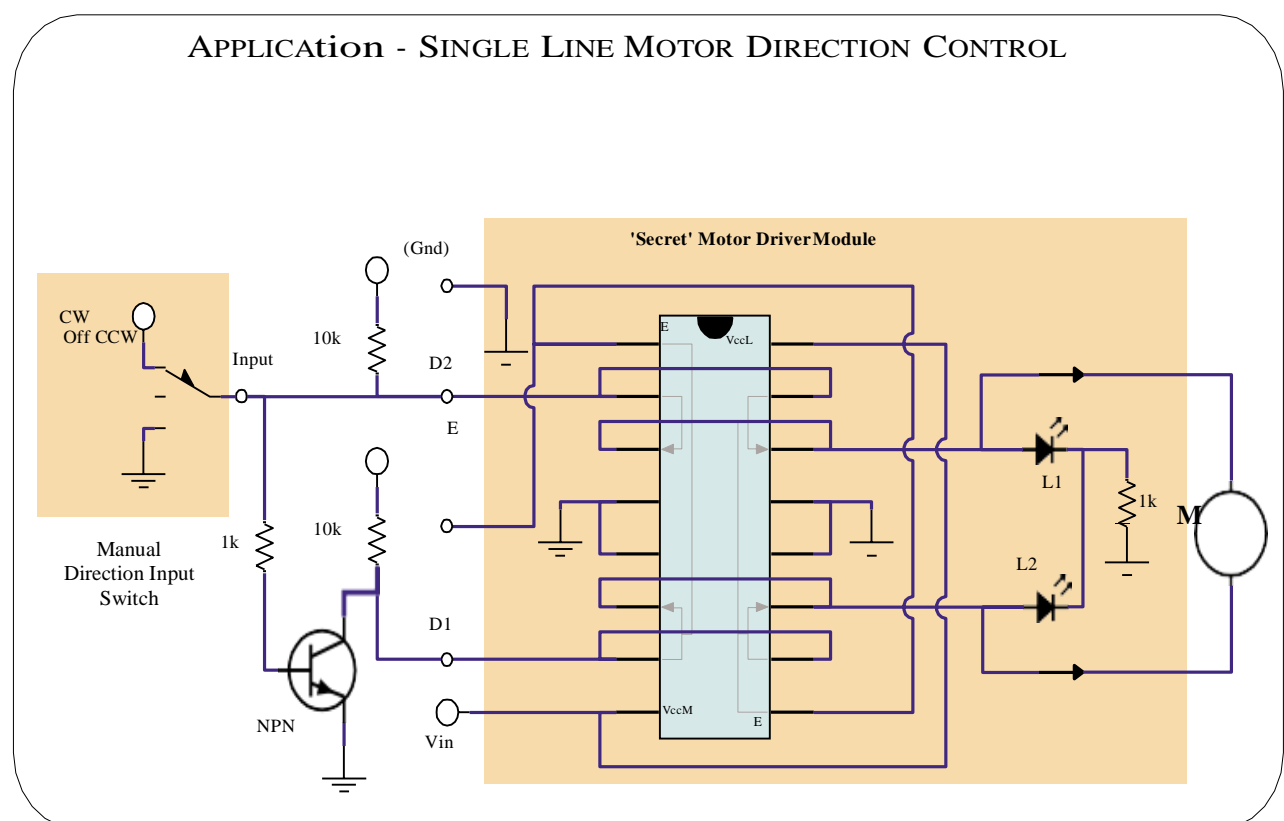 APPLICAtion - SINGLE LINE MOTOR DIRECTION CONTROL
'Secret' Motor DriverModule
(Gnd)
CW
Off CCW
Input
10k
D2
E
E
VccL
L1
1k
M
10k
1k
Manual
Direction Input
Switch
L2
D1
NPN
Vin
VccM
E